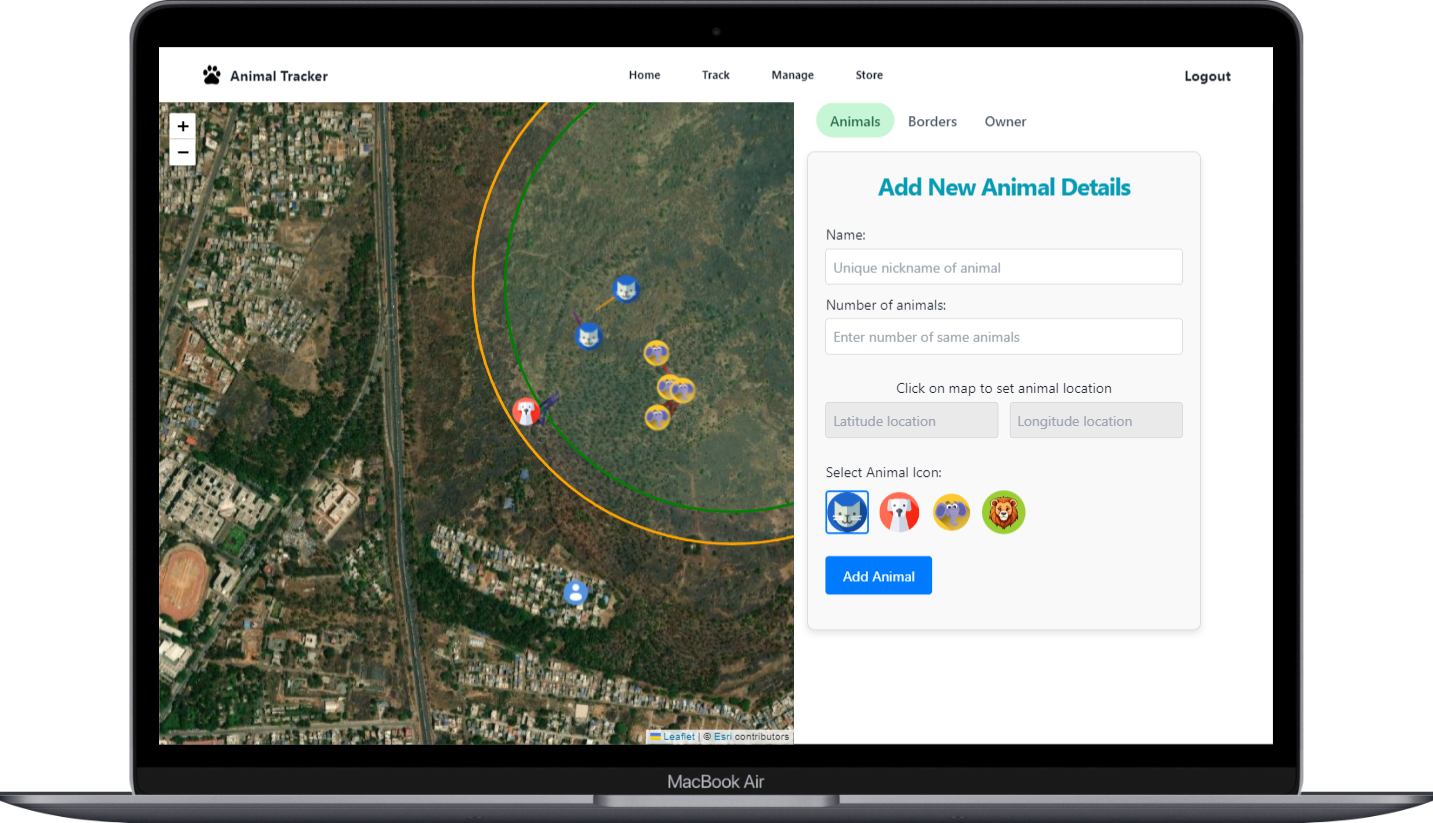 Animal Tracker
Home
Track
Manage
Store
Logout
+
−
Animals
Borders
Owner
Add New Animal Details
Name:
Unique nickname of animal
Number of animals:
Enter number of same animals
Click on map to set animal location
Latitude location
Longitude location
Select Animal Icon:
Add Animal
Leaflet | © Esri contributors
MacBook Air